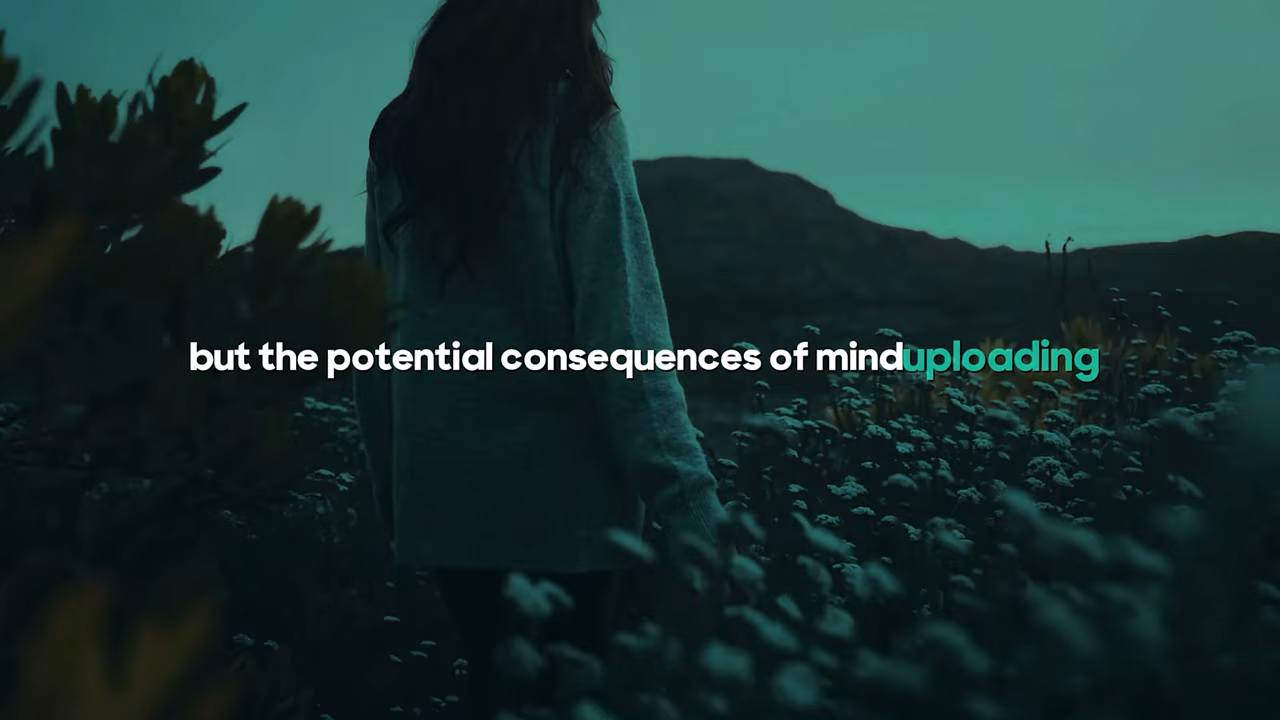 but the potential consequences of mind uploading